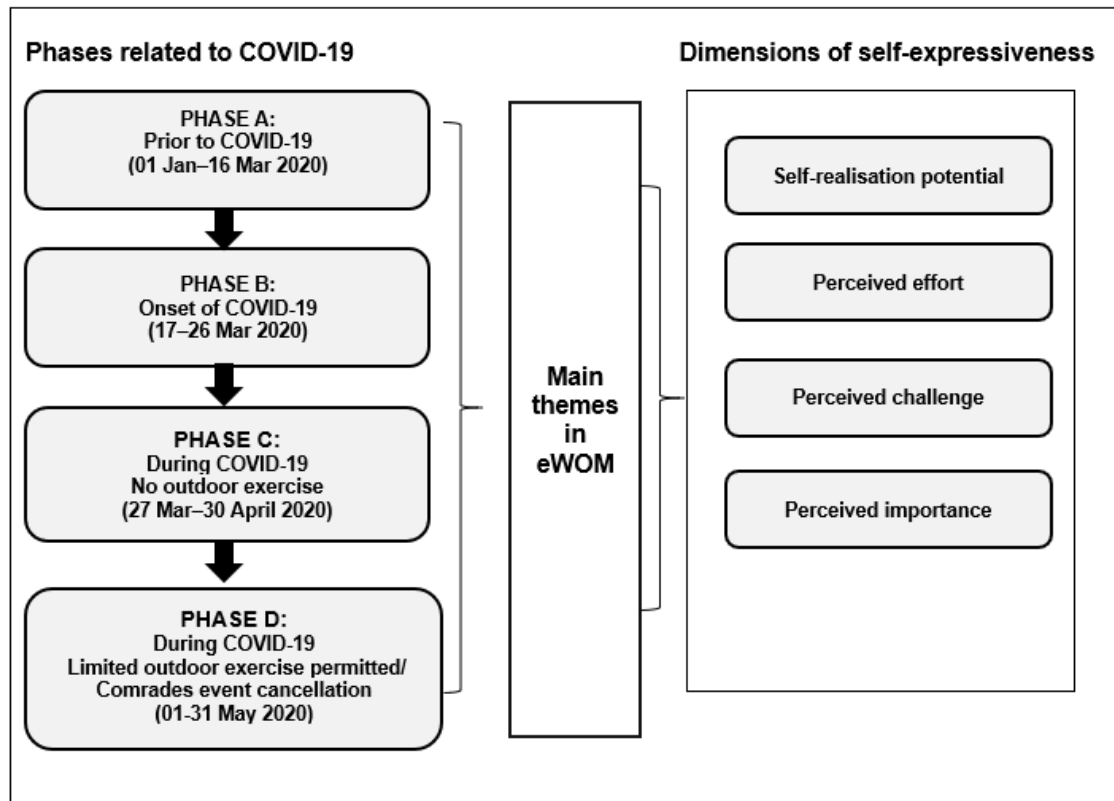 Phases related to COVID-19
PHASE A:
Prior to COVID-19
(01 Jan–16 Mar 2020)
PHASE B:
Onset of COVID-19
(17–26 Mar 2020)
PHASE C:
During COVID-19
No outdoor exercise
(27 Mar–30 April 2020)
PHASE D:
During COVID-19
Limited outdoor exercise permitted/
Comrades event cancellation
(01-31 May 2020)
Main
themes
in
eWOM
Dimensions of self-expressiveness
Self-realisation potential
Perceived effort
Perceived challenge
Perceived importance